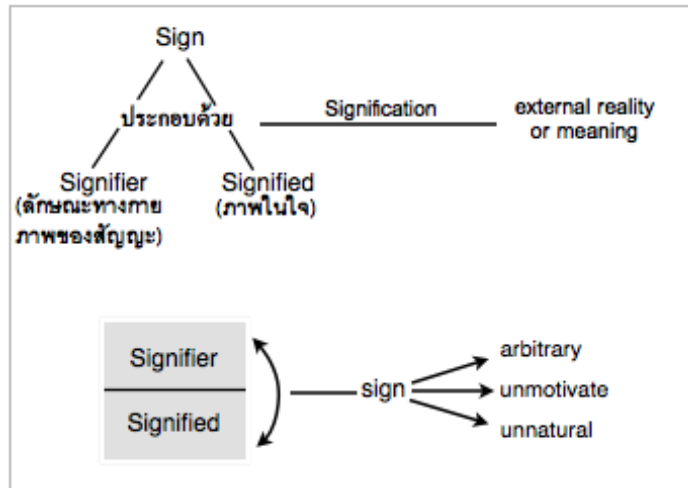 Sign
ประกอบด้วย
Signification
external reality
or meaning
Signifier
(ลักษณะทางกาย
ภาพของสัญญะ)
Signified
(ภาพในใจ)
Signifier
Signified
sign
arbitrary
unmotivate
unnatural